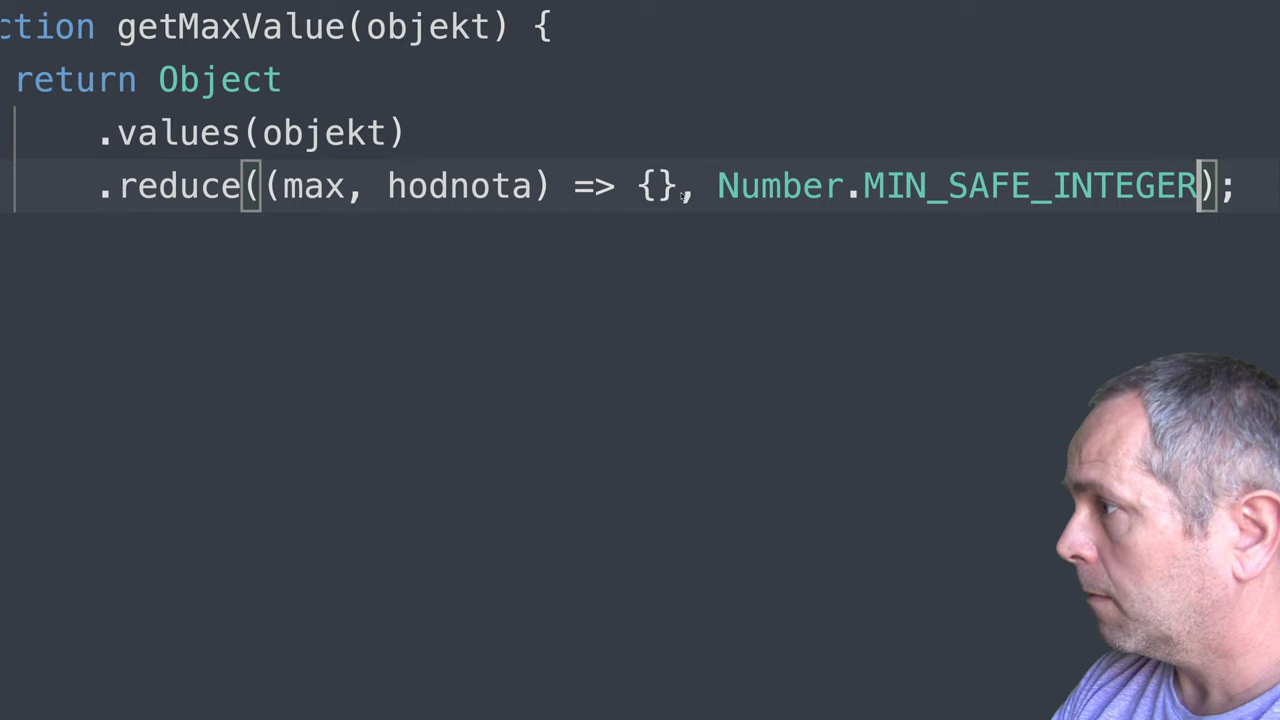 ction getMaxValue(objekt) {
return Object
.values(objekt)
.reduce((max, hodnota) => {}, Number.MIN_SAFE_INTEGER);